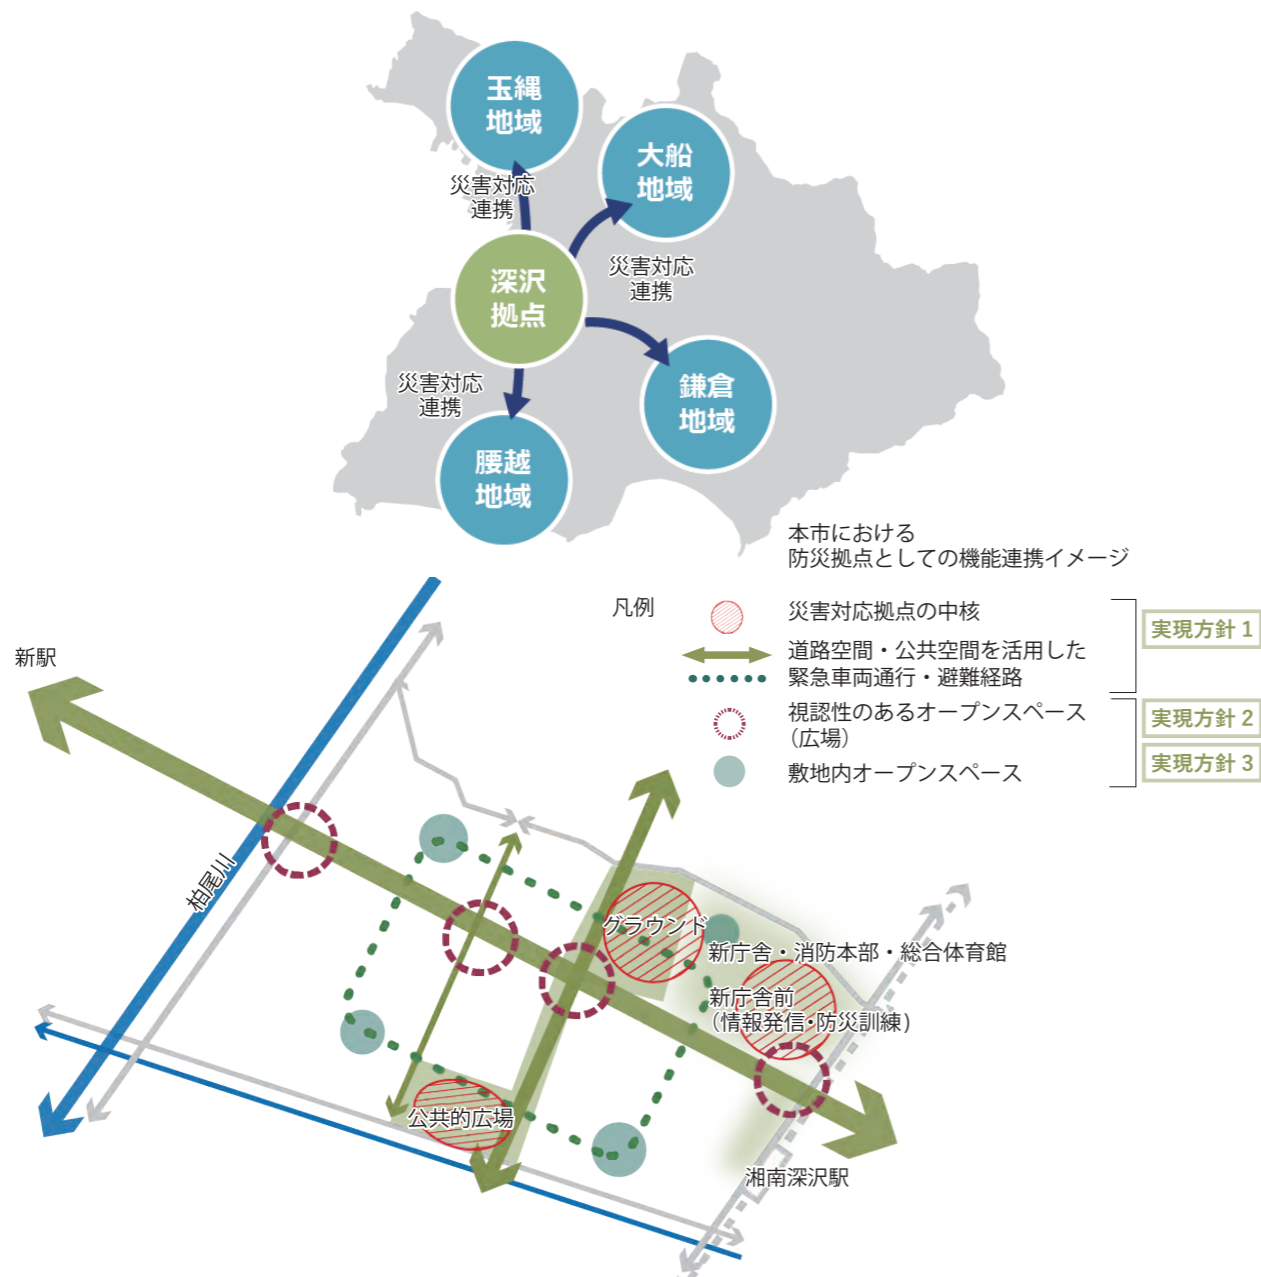 玉縄
地域
大船
地域
災害対応
連携
災害対応
連携
深沢
拠点
災害対応
連携
鎌倉
地域
腰越
地域
本市における
防災拠点としての機能連携イメージ
凡例
災害対応拠点の中核
道路空間・公共空間を活用した
緊急車両通行・避難経路
実現方針 1
視認性のあるオープンスペース
（広場）
敷地内オープンスペース
実現方針 2
実現方針 3
新駅
柏尾川
グラウンド
新庁舎・消防本部・総合体育館
新庁舎前
（情報発信・防災訓練）
公共的広場
湘南深沢駅